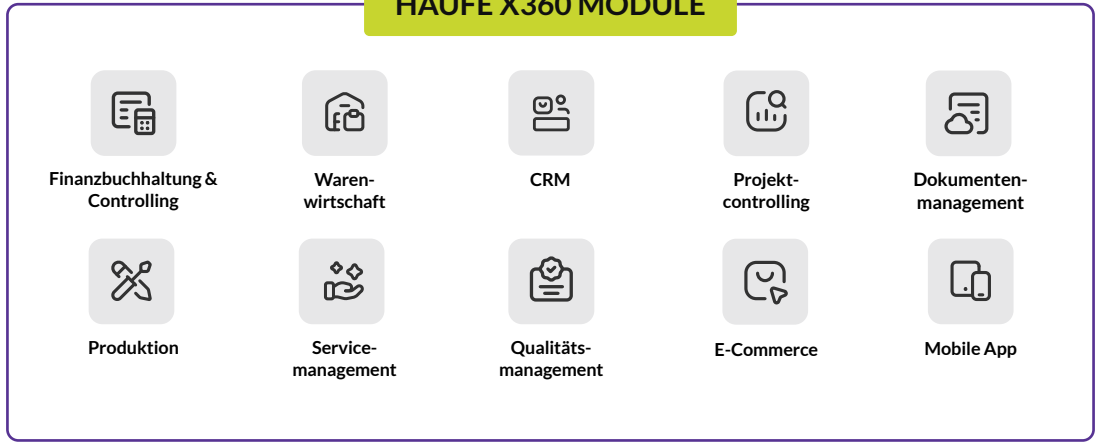 HAUFE X360 MODULE
Finanzbuchhaltung &
Controlling
Waren-
wirtschaft
CRM
Projekt-
controlling
Dokumenten-
management
Produktion
Service-
management
Qualitäts-
management
E-Commerce
Mobile App